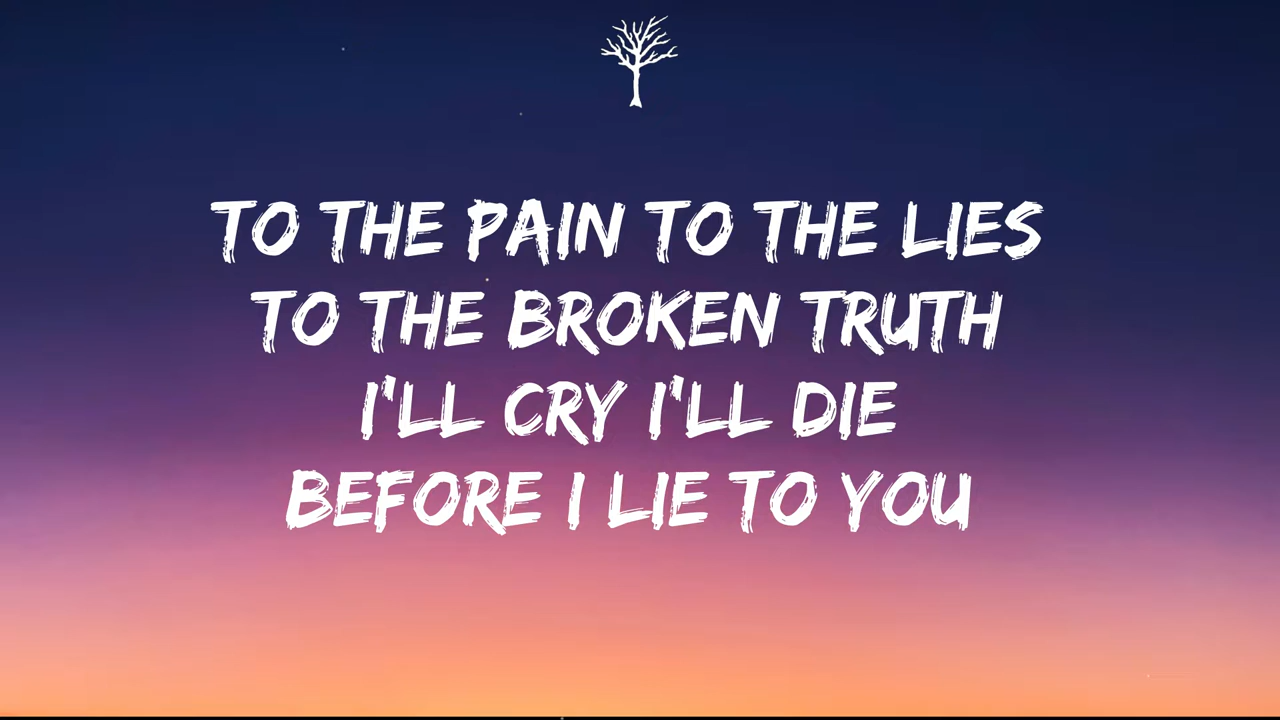 TO THE PAIN TO THE LIES
TO THE BROKEN TRUTH
I'LL CRY I'LL DIE
BEFORE I LIE TO YOU